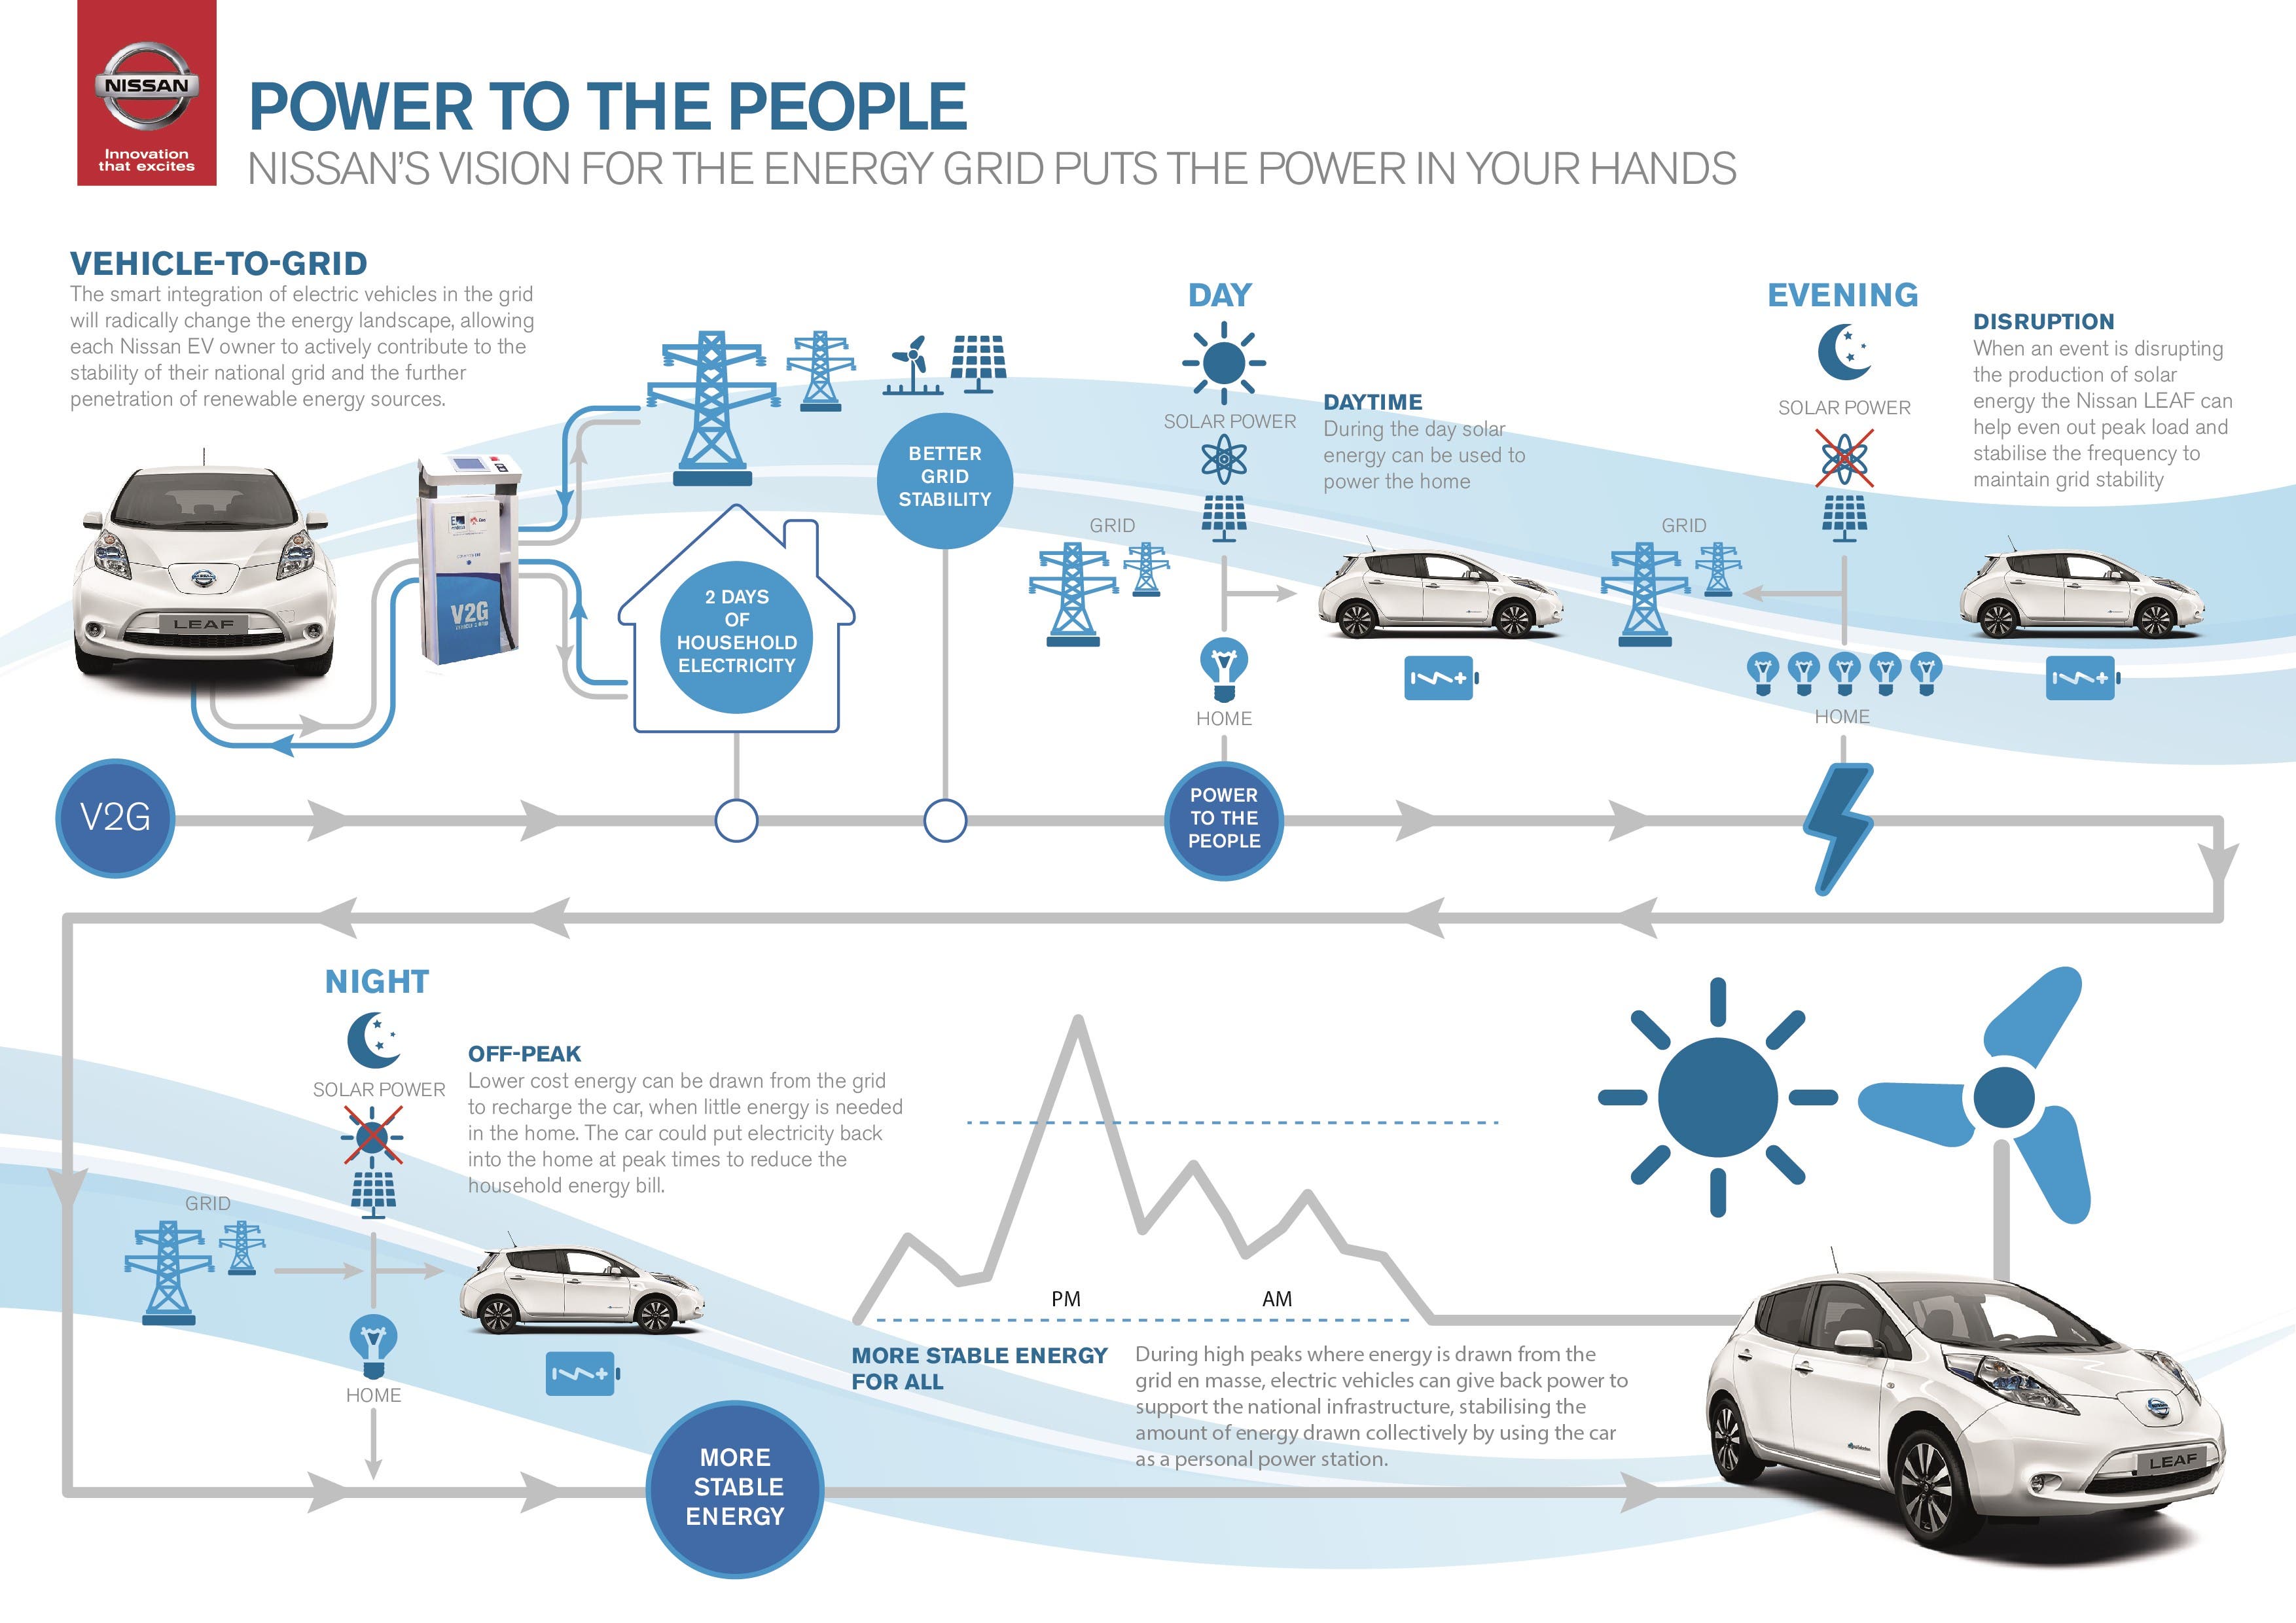 NISSAN
Innovation
that excites
POWER TO THE PEOPLE
NISSAN'S VISION FOR THE ENERGY GRID PUTS THE POWER IN YOUR HANDS
VEHICLE-TO-GRID
The smart integration of electric vehicles in the grid
will radically change the energy landscape, allowing
each Nissan EV owner to actively contribute to the
stability of their national grid and the further
penetration of renewable energy sources.
LEAF
V2G
2 DAYS
OF
HOUSEHOLD
ELECTRICITY
BETTER
GRID
STABILITY
DAY
SOLAR POWER
GRID
HOME
DAYTIME
During the day solar
energy can be used to
power the home
EVENING
SOLAR POWER
GRID
HOME
DISRUPTION
When an event is disrupting
the production of solar
energy the Nissan LEAF can
help even out peak load and
stabilise the frequency to
maintain grid stability
V2G
POWER
TO THE
PEOPLE
NIGHT
SOLAR POWER
GRID
HOME
OFF-PEAK
Lower cost energy can be drawn from the grid
to recharge the car, when little energy is needed
in the home. The car could put electricity back
into the home at peak times to reduce the
household energy bill.
MORE
STABLE
ENERGY
PM
AM
MORE STABLE ENERGY
FOR ALL
During high peaks where energy is drawn from the
grid en masse, electric vehicles can give back power to
support the national infrastructure, stabilising the
amount of energy drawn collectively by using the car
as a personal power station.
LEAF